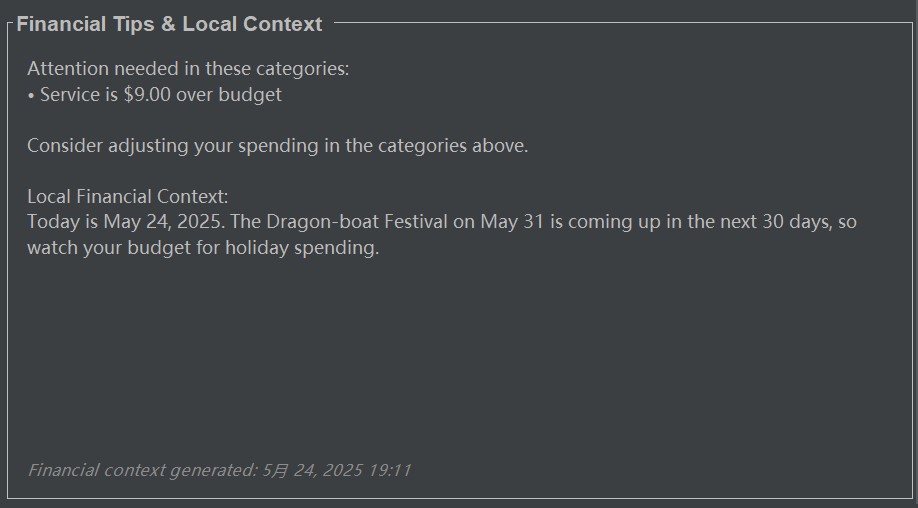 Financial Tips & Local Context
Attention needed in these categories:
• Service is $9.00 over budget
Consider adjusting your spending in the categories above.
Local Financial Context:
Today is May 24, 2025. The Dragon-boat Festival on May 31 is coming up in the next 30 days, so
watch your budget for holiday spending.
Financial context generated: 5月 24, 2025 19:11